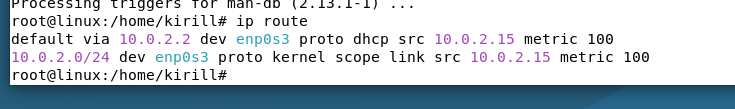 Processing triggers for man-db (2.13.1-1) ...
root@linux:/home/kirill# ip route
default via 10.0.2.2 dev enp0s3 proto dhcp src 10.0.2.15 metric 100
10.0.2.0/24 dev enp0s3 proto kernel scope link src 10.0.2.15 metric 100
root@linux:/home/kirill#